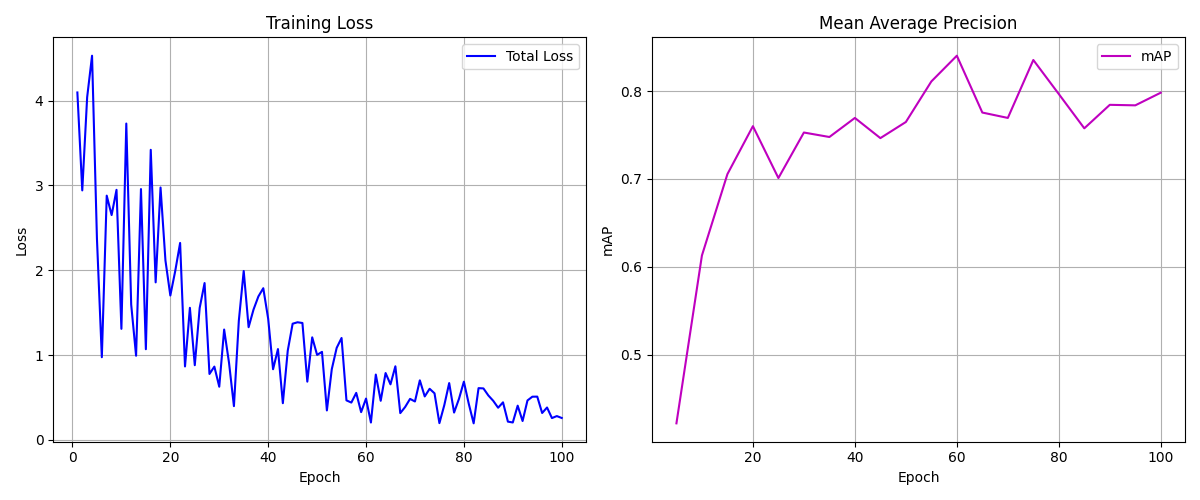 Training Loss
Total Loss
Loss
4
3
2
1
0
0 20 40 60 80 100
Epoch
Mean Average Precision
mAP
mAP
0.8
0.7
0.6
0.5
20 40 60 80 100
Epoch